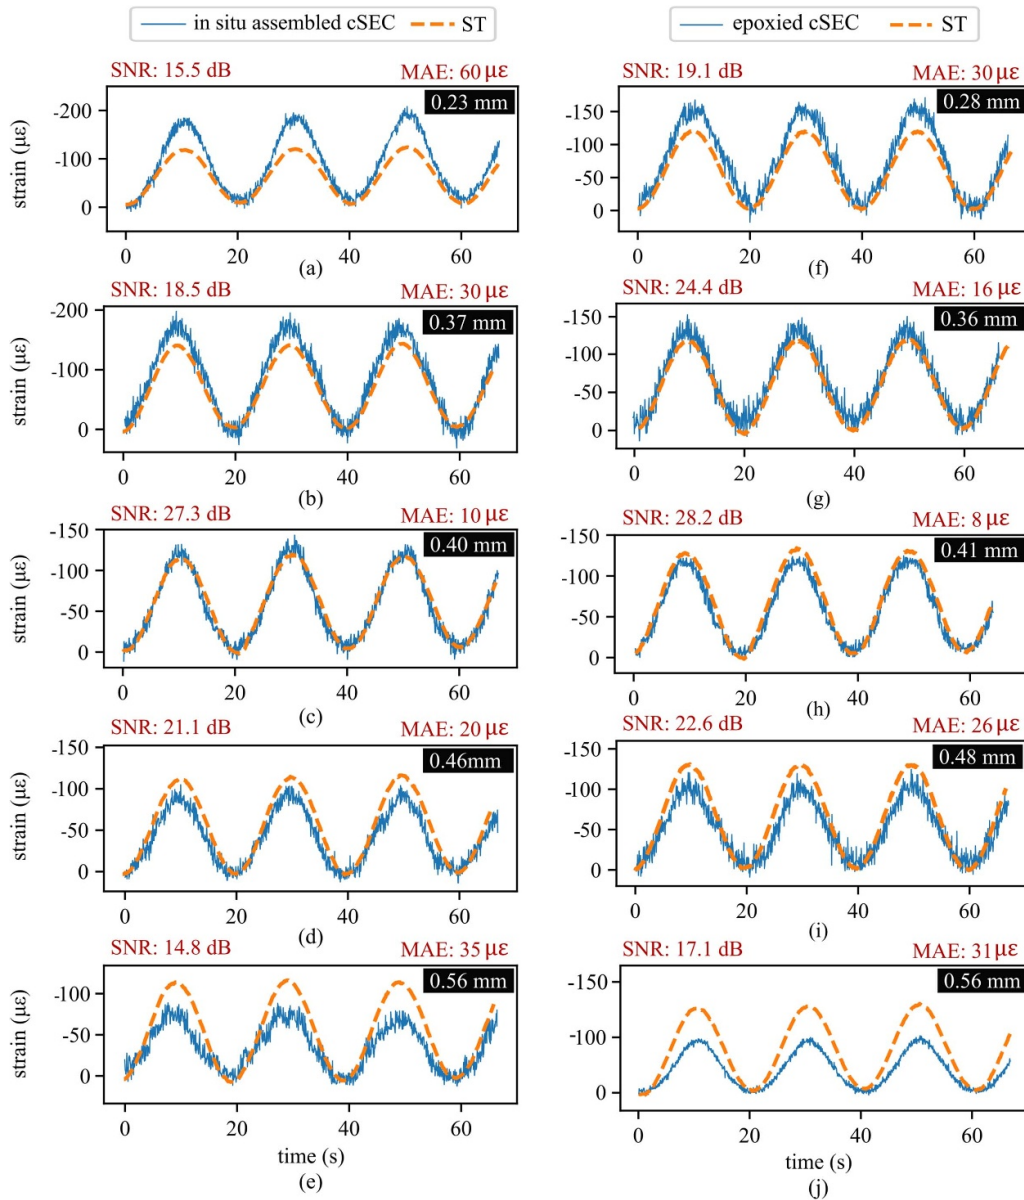 in situ assembled cSEC ST
epoxied cSEC ST
SNR: 15.5 dB MAE: 60 µε
0.23 mm
strain (µε)
-200
-100
0
0 20 40 60
(a)
SNR: 19.1 dB MAE: 30 µε
0.28 mm
-150
-100
-50
0
0 20 40 60
(f)
SNR: 18.5 dB MAE: 30 µε
0.37 mm
strain (µε)
-200
-100
0
0 20 40 60
(b)
SNR: 24.4 dB MAE: 16 µε
0.36 mm
-150
-100
-50
0
0 20 40 60
(g)
SNR: 27.3 dB MAE: 10 µε
0.40 mm
strain (µε)
-150
-100
-50
0
0 20 40 60
(c)
SNR: 28.2 dB MAE: 8 µε
0.41 mm
-150
-100
-50
0
0 20 40 60
(h)
SNR: 21.1 dB MAE: 20 µε
0.46mm
strain (µε)
-150
-100
-50
0
0 20 40 60
(d)
SNR: 22.6 dB MAE: 26 µε
0.48 mm
-150
-100
-50
0
0 20 40 60
(i)
SNR: 14.8 dB MAE: 35 µε
0.56 mm
strain (µε)
-100
-50
0
0 20 40 60
time (s)
(e)
SNR: 17.1 dB MAE: 31µε
0.56 mm
-150
-100
0
0 20 40 60
time (s)
(j)